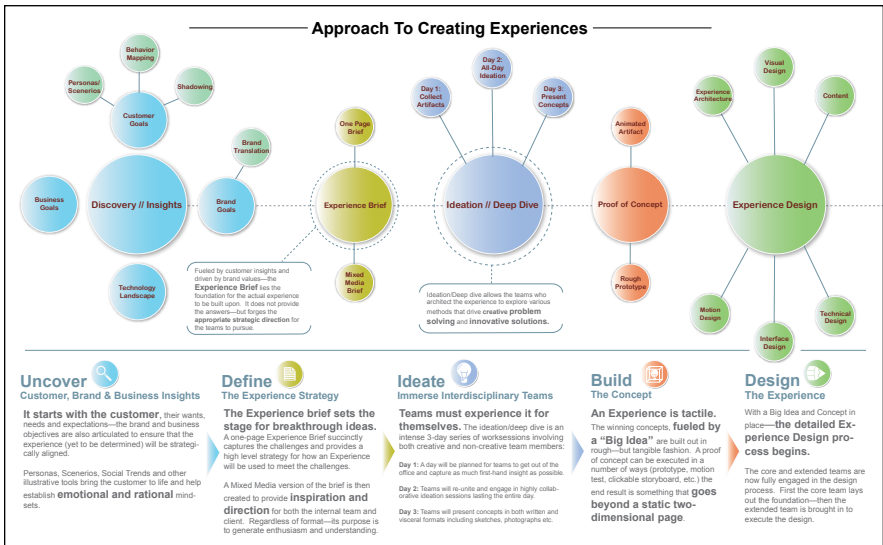 Approach To Creating Experiences
Behavior
Mapping
Personas/
Scenerios
Shadowing
Customer
Goals
Brand
Translation
Business
Goals
Discovery // Insights
Brand
Goals
Technology
Landscape
One Page
Brief
Experience Brief
Mixed
Media
Brief
Fueled by customer insights and
driven by brand values—the
Experience Brief lies the
foundation for the actual experience
to be built upon.  It does not provide
the answers—but forges the
appropriate strategic direction for
the teams to pursue.
Day 1:
Collect
Artifacts
Day 2:
All-Day
Ideation
Day 3:
Present
Concepts
Ideation // Deep Dive
Ideation/Deep dive allows the teams who
architect the experience to explore various
methods that drive creative problem
solving and innovative solutions.
Animated
Artifact
Proof of Concept
Rough
Prototype
Visual
Design
Experience
Architecture
Content
Experience Design
Motion
Design
Interface
Design
Technical
Design
Uncover
Customer, Brand & Business Insights
It starts with the customer, their wants,
needs and expectations—the brand and business
objectives are also articulated to ensure that the
experience (yet to be determined) will be strategi-
cally aligned.
Personas, Scenerios, Social Trends and other
illustrative tools bring the customer to life and help
establish emotional and rational mind-
sets.
Define
The Experience Strategy
The Experience brief sets the
stage for breakthrough ideas.
A one-page Experience Brief succinctly
captures the challenges and provides a
high level strategy for how an Experience
will be used to meet the challenges.
A Mixed Media version of the brief is then
created to provide inspiration and
direction for both the internal team and
client.  Regardless of format—its purpose is
to generate enthusiasm and understanding.
Ideate
Immerse Interdisciplinary Teams
Teams must experience it for
themselves. The ideation/deep dive is an
intense 3-day series of worksessions involving
both creative and non-creative team members:
Day 1: A day will be planned for teams to get out of the
office and capture as much first-hand insight as possible.
Day 2: Teams will re-unite and engage in highly collab-
orative ideation sessions lasting the entire day.
Day 3: Teams will present concepts in both written and
visceral formats including sketches, photographs etc.
Build
The Concept
An Experience is tactile.
The winning concepts, fueled by
a "Big Idea" are built out in
rough—but tangible fashion.  A proof
of concept can be executed in a
number of ways (prototype, motion
test, clickable storyboard, etc.) the
end result is something that goes
beyond a static two-
dimensional page.
Design
The Experience
With a Big Idea and Concept in
place—the detailed Ex-
perience Design pro-
cess begins.
The core and extended teams are
now fully engaged in the design
process.  First the core team lays
out the foundation—then the
extended team is brought in to
execute the design.